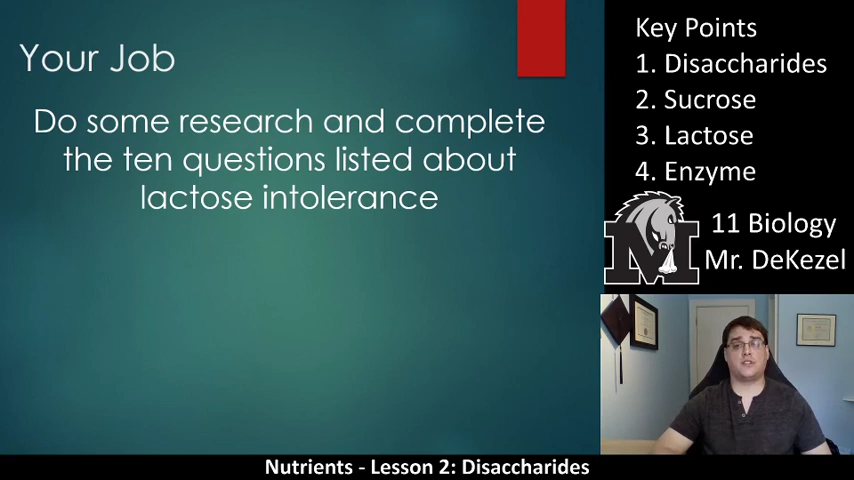 Your Job
Do some research and complete
the ten questions listed about
lactose intolerance
Key Points
1. Disaccharides
2. Sucrose
3. Lactose
4. Enzyme
M
11 Biology
Mr. DeKezel
Nutrients - Lesson 2: Disaccharides